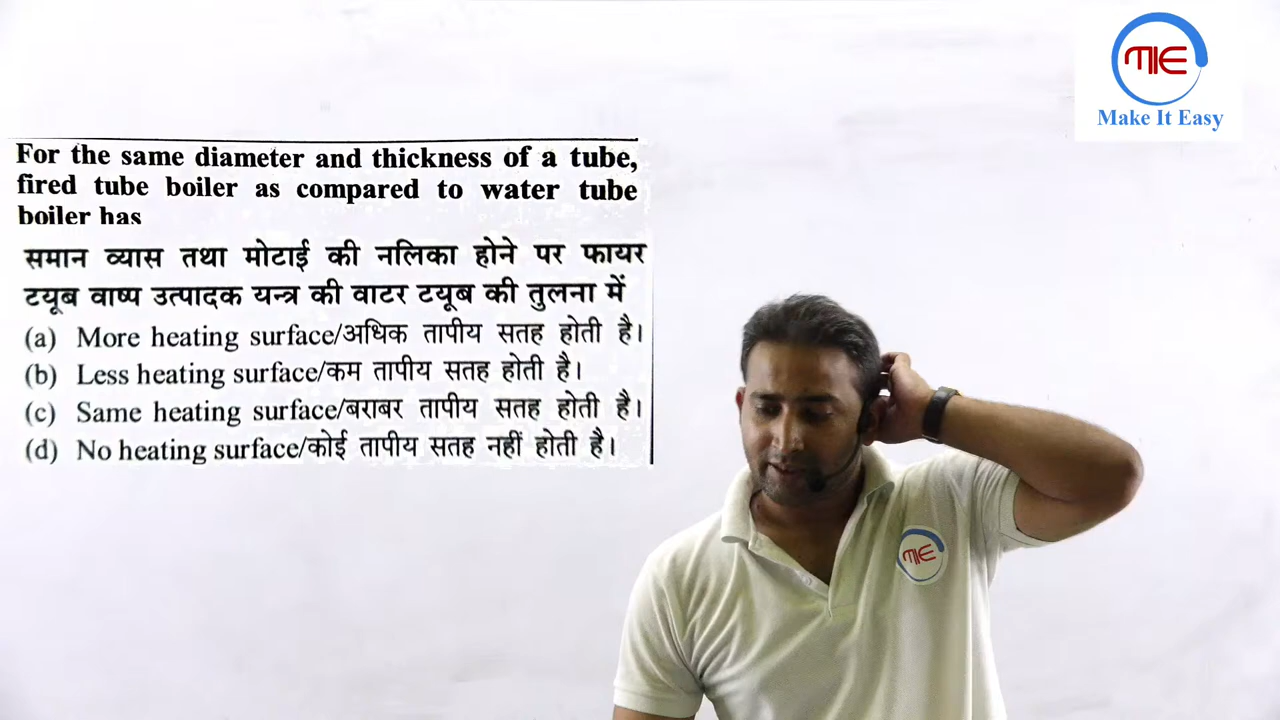 MIE
Make It Easy
For the same diameter and thickness of a tube,
fired tube boiler as compared to water tube
boiler has
समान व्यास तथा मोटाई की नलिका होने पर फायर
टयूब वाष्प उत्पादक यन्त्र की वाटर टयूब की तुलना में
(a) More heating surface/अधिक तापीय सतह होती है।
(b) Less heating surface/कम तापीय सतह होती है।
(c) Same heating surface/बराबर तापीय सतह होती है।
(d) No heating surface/कोई तापीय सतह नहीं होती है।
MIE